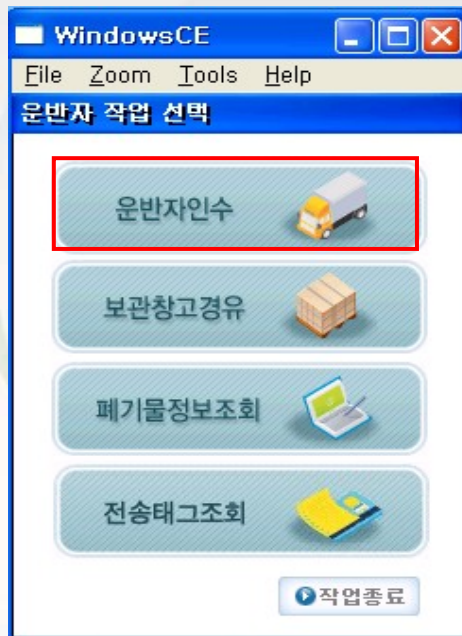 WindowsCE
File Zoom Tools Help
운반자 작업 선택
운반자인수
보관창고경유
폐기물정보조회
전송태그조회
작업종료